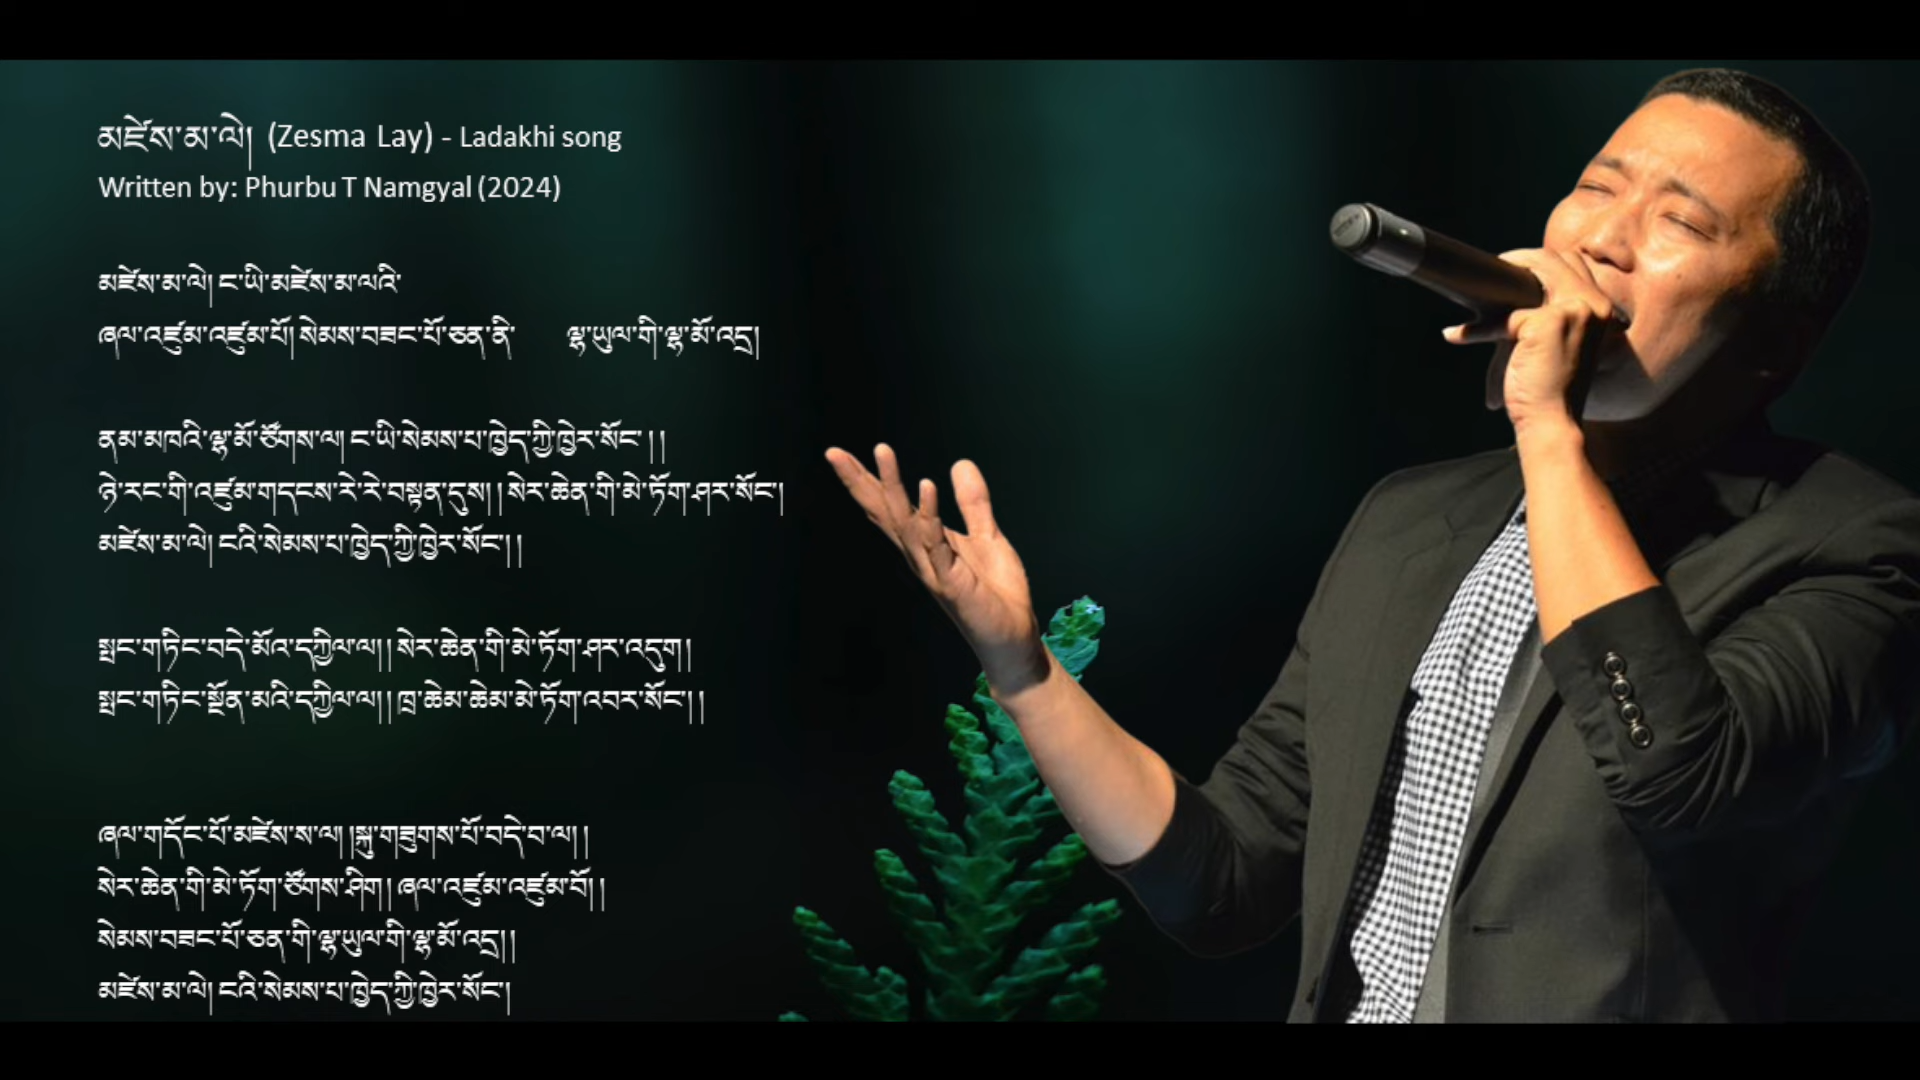 མཛེས་མ་ལེ། (Zesma Lay) - Ladakhi song
Written by: Phurbu T Namgyal (2024)
མཛེས་མ་ལེ། ང་ཡི་མཛེས་མ་ལའི་
ཞལ་འཛུམ་འཛུམ་པོ། སེམས་བཟང་པོ་ཅན་ནི་ ལྷ་ཡུལ་གི་ལྷ་མོ་འདྲ།
ནམ་མཁའི་ལྷ་མོ་ཙོགས་ལ། ང་ཡི་སེམས་པ་ཁྱེད་ཀྱི་ཁྱེར་སོང་ ། །
ཉེ་རང་གི་འཛུམ་གདངས་རེ་རེ་བསྟན་དུས། ། སེར་ཆེན་གི་མེ་ཏོག་ཤར་སོང་།
མཛེས་མ་ལེ། ངའི་སེམས་པ་ཁྱེད་ཀྱི་ཁྱེར་སོང་། །
སྤང་གཏིང་བདེ་མོའ་དཀྱིལ་ལ། ། སེར་ཆེན་གི་མེ་ཏོག་ཤར་འདུག །
སྤང་གཏིང་སྔོན་མའི་དཀྱིལ་ལ། ། ཁྲ་ཆེམ་ཆེམ་མེ་ཏོག་འབར་སོང་། །
ཞལ་གདོང་པོ་མཛེས་ས་ལ། །སྐུ་གཟུགས་པོ་བདེ་བ་ལ། །
སེར་ཆེན་གི་མེ་ཏོག་ཙོགས་ཤིག། ཞལ་འཛུམ་འཛུམ་བོ། །
སེམས་བཟང་པོ་ཅན་གི་ལྷ་ཡུལ་གི་ལྷ་མོ་འདྲ། །
མཛེས་མ་ལེ། ངའི་སེམས་པ་ཁྱེད་ཀྱི་ཁྱེར་སོང་།